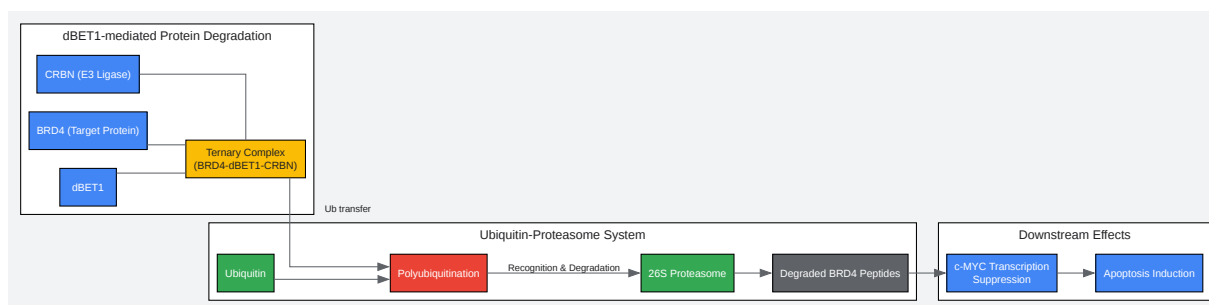 dBET1-mediated Protein Degradation
CRBN (E3 Ligase)
BRD4 (Target Protein)
Ternary Complex
(BRD4-dBET1-CRBN)
dBET1
Ub transfer
Ubiquitin-Proteasome System
Ubiquitin
Polyubiquitination
Recognition & Degradation
26S Proteasome
Degraded BRD4 Peptides
Downstream Effects
c-MYC Transcription
Suppression
Apoptosis Induction